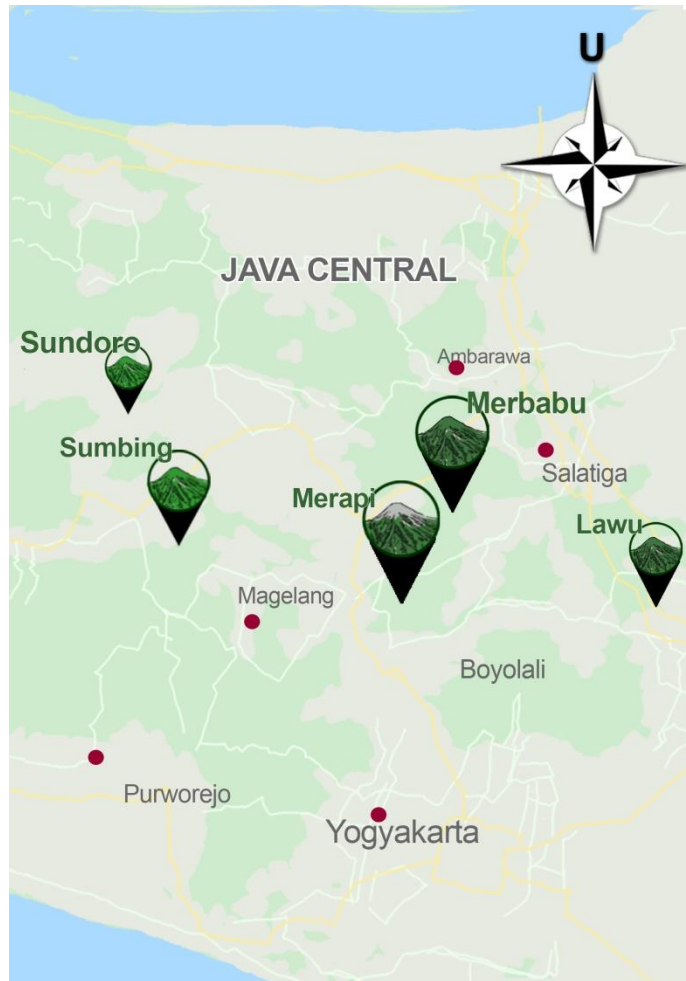 U
JAVA CENTRAL
Sundoro
Ambarawa
Merbabu
Sumbing
Salatiga
Merapi
Lawu
Magelang
Boyolali
Purworejo
Yogyakarta